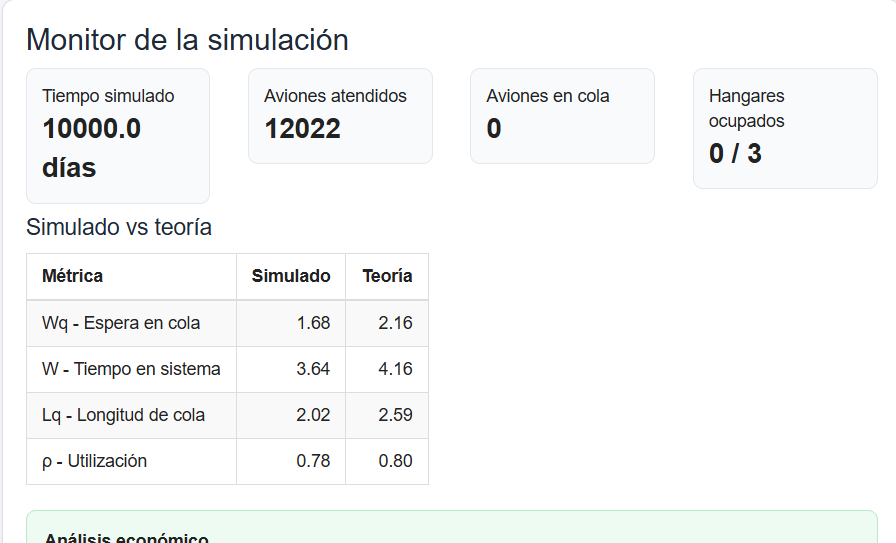 Monitor de la simulación
Tiempo simulado
10000.0
días
Aviones atendidos
12022
Aviones en cola
0
Hangares
ocupados
0 / 3
Simulado vs teoría
Métrica Simulado Teoría
Wq - Espera en cola 1.68 2.16
W - Tiempo en sistema 3.64 4.16
Lq - Longitud de cola 2.02 2.59
ρ - Utilización 0.78 0.80
Análisis económico